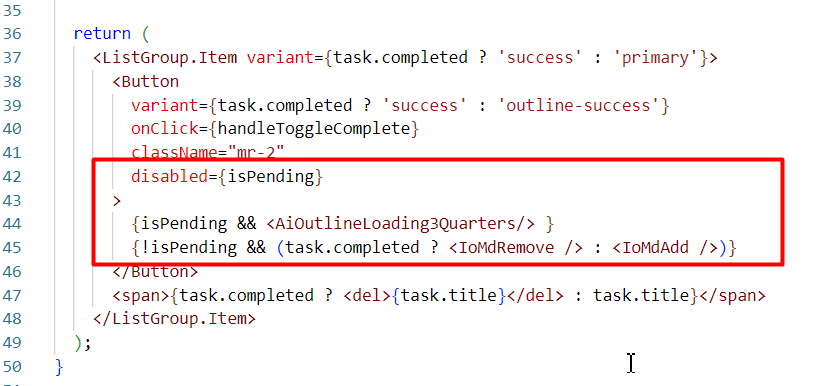 35
36 return (
37 <ListGroup.Item variant={task.completed ? 'success' : 'primary'}>
38 <Button
39 variant={task.completed ? 'success' : 'outline-success'}
40 onClick={handleToggleComplete}
41 className="mr-2"
42 disabled={isPending}
43 >
44 {isPending && <AiOutlineLoading3Quarters/> }
45 {!isPending && (task.completed ? <IoMdRemove /> : <IoMdAdd />)}
46 </Button>
47 <span>{task.completed ? <del>{task.title}</del> : task.title}</span>
48 </ListGroup.Item>
49 );
50 }